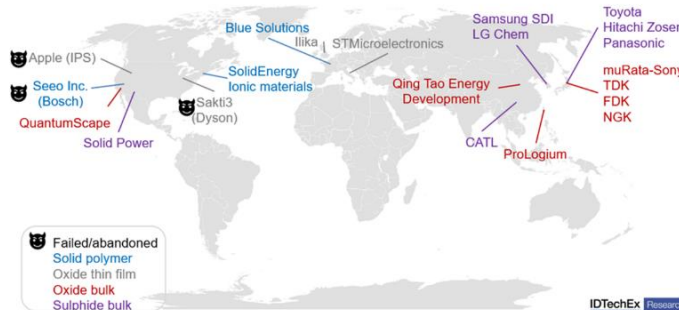 Samsung SDI
LG Chem
Toyota
Hitachi Zosen
Panasonic
Blue Solutions
Ilika
STMicroelectronics
Apple (IPS)
Seeo Inc.
(Bosch)
SolidEnergy
Ionic materials
Sakti3
(Dyson)
QuantumScape
Solid Power
Qing Tao Energy
Development
muRata-Sony
TDK
FDK
NGK
CATL
ProLogium
Failed/abandoned
Solid polymer
Oxide thin film
Oxide bulk
Sulphide bulk
IDTechEx Research